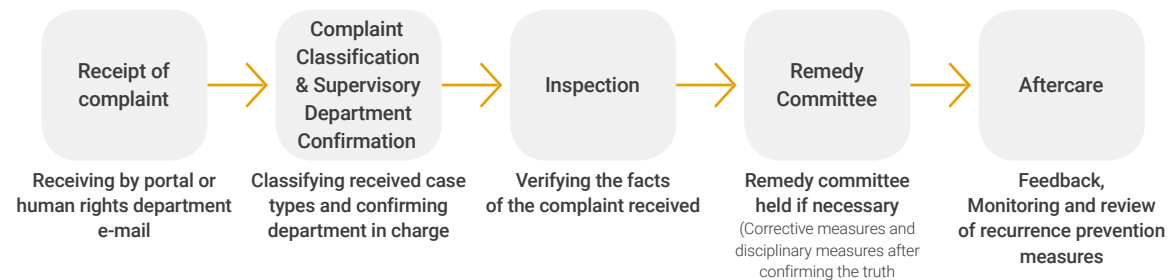 Receipt of
complaint
Complaint
Classification
& Supervisory
Department
Confirmation
Inspection
Remedy
Committee
Aftercare
Receiving by portal or
human rights department
e-mail
Classifying received case
types and confirming
department in charge
Verifying the facts
of the complaint received
Remedy committee
held if necessary
(Corrective measures and
disciplinary measures after
confirming the truth
Feedback,
Monitoring and review
of recurrence prevention
measures